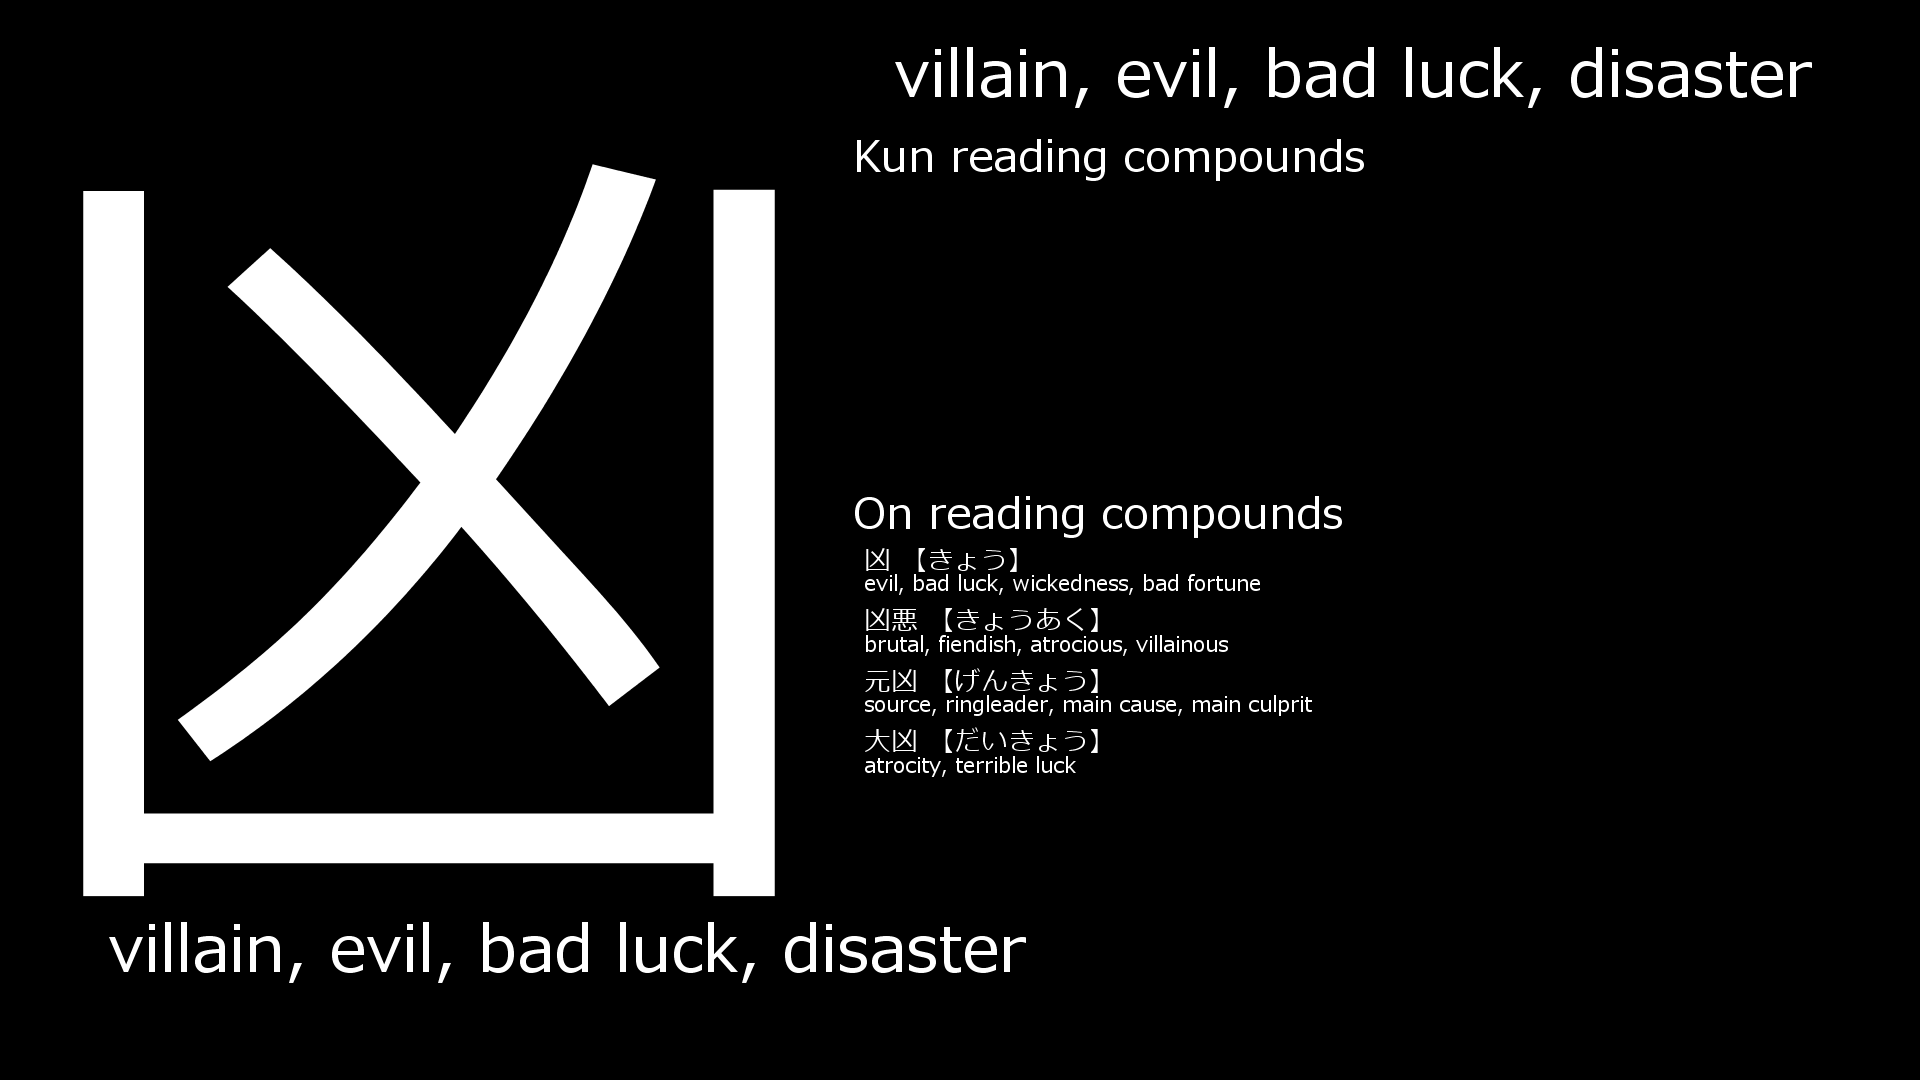 凶
villain, evil, bad luck, disaster
villain, evil, bad luck, disaster
Kun reading compounds
On reading compounds
凶 【きょう】
evil, bad luck, wickedness, bad fortune
凶悪 【きょうあく】
brutal, fiendish, atrocious, villainous
元凶 【げんきょう】
source, ringleader, main cause, main culprit
大凶 【だいきょう】
atrocity, terrible luck